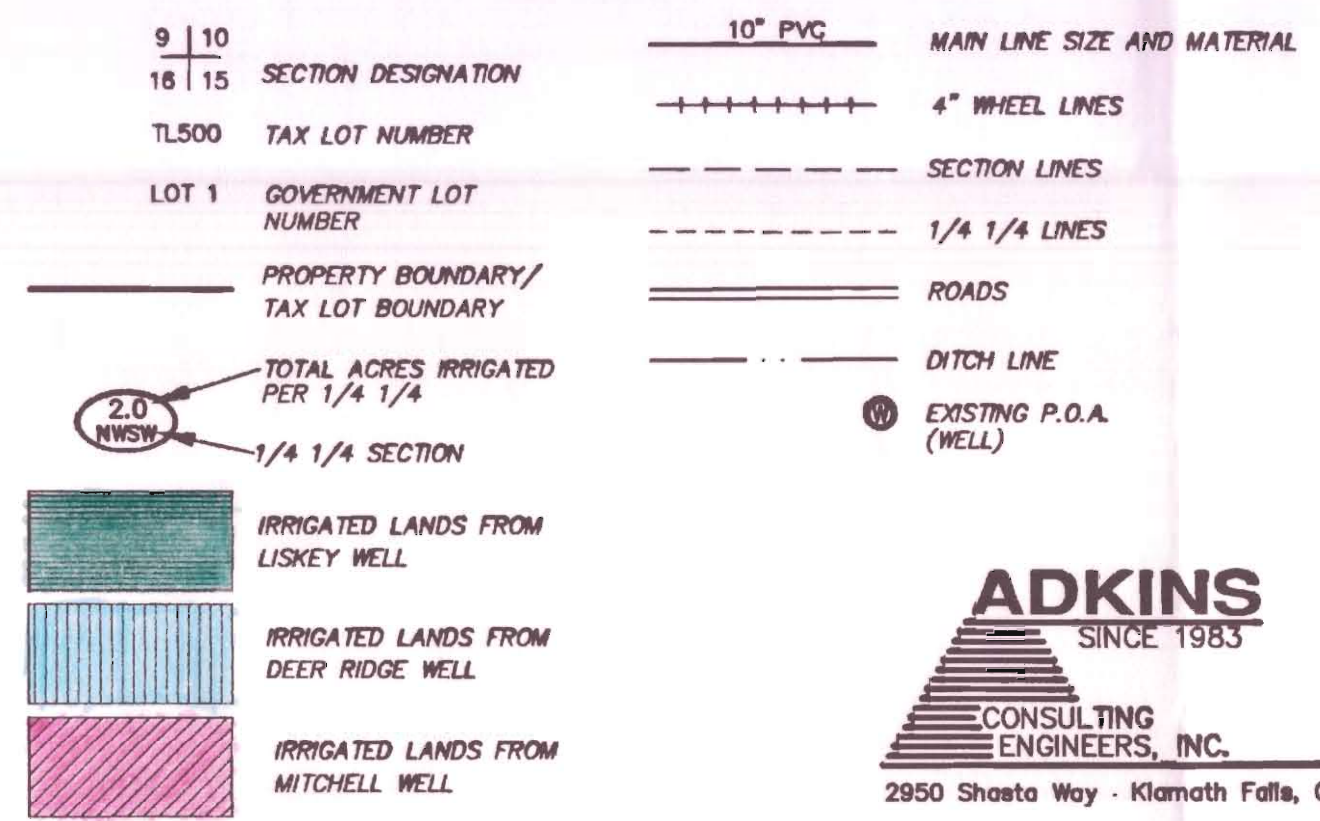 9 10
16 15
SECTION DESIGNATION
TL500 TAX LOT NUMBER
LOT 1 GOVERNMENT LOT
NUMBER
PROPERTY BOUNDARY/
TAX LOT BOUNDARY
TOTAL ACRES IRRIGATED
PER 1/4 1/4
2.0
NWSW
1/4 1/4 SECTION
IRRIGATED LANDS FROM
LISKEY WELL
IRRIGATED LANDS FROM
DEER RIDGE WELL
IRRIGATED LANDS FROM
MITCHELL WELL
10" PVC MAIN LINE SIZE AND MATERIAL
4" WHEEL LINES
SECTION LINES
1/4 1/4 LINES
ROADS
DITCH LINE
W EXISTING P.O.A.
(WELL)
ADKINS
SINCE 1983
CONSULTING
ENGINEERS, INC.
2950 Shasta Way - Klamath Falls,